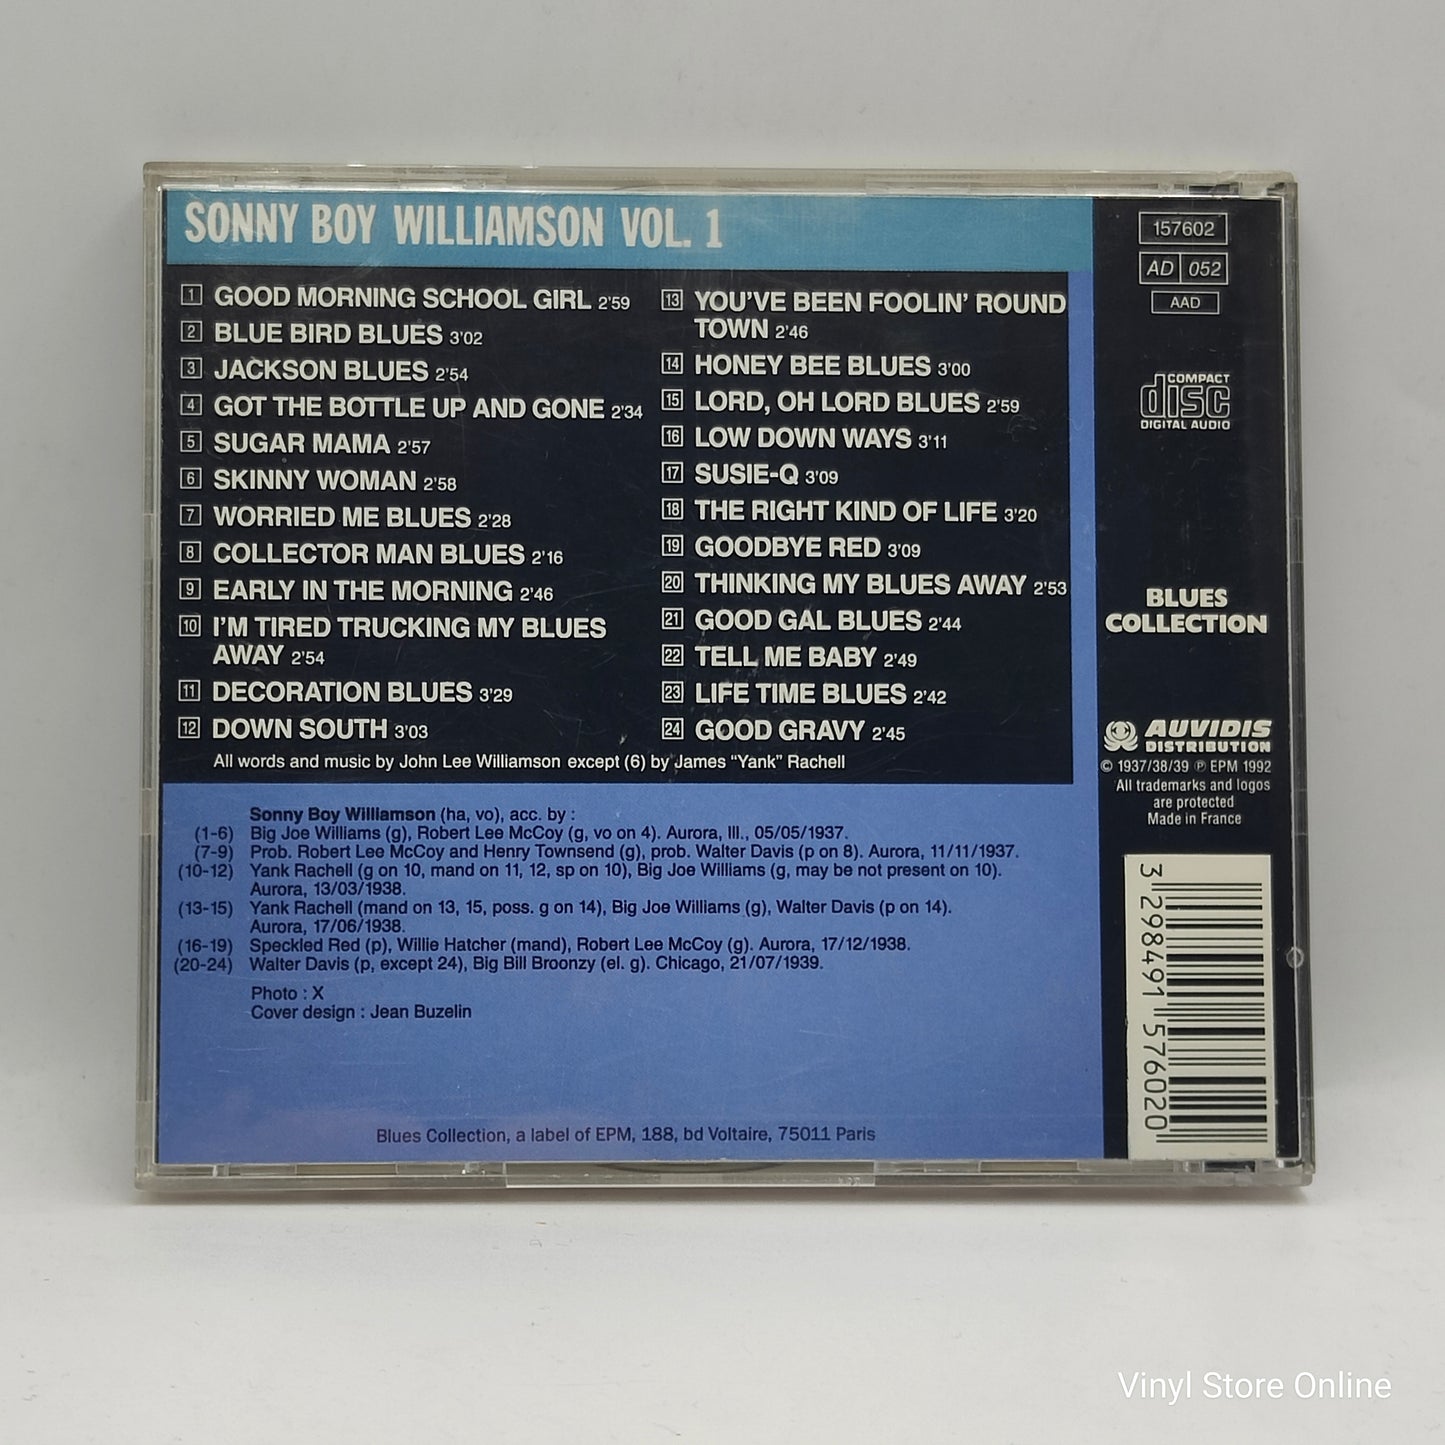 SONNY BOY WILLIAMSON VOL. 1
1 GOOD MORNING SCHOOL GIRL 2'59
2 BLUE BIRD BLUES 3'02
3 JACKSON BLUES 2'54
4 GOT THE BOTTLE UP AND GONE 2'34
5 SUGAR MAMA 2'57
6 SKINNY WOMAN 2'58
7 WORRIED ME BLUES 2'28
8 COLLECTOR MAN BLUES 2'16
9 EARLY IN THE MORNING 2'46
10 I'M TIRED TRUCKING MY BLUES
AWAY 2'54
11 DECORATION BLUES 3'29
12 DOWN SOUTH 3'03
13 YOU'VE BEEN FOOLIN' ROUND
TOWN 2'46
14 HONEY BEE BLUES 3'00
15 LORD, OH LORD BLUES 2'59
16 LOW DOWN WAYS 3'11
17 SUSIE-Q 3'09
18 THE RIGHT KIND OF LIFE 3'20
19 GOODBYE RED 3'09
20 THINKING MY BLUES AWAY 2'53
21 GOOD GAL BLUES 2'44
22 TELL ME BABY 2'49
23 LIFE TIME BLUES 2'42
24 GOOD GRAVY 2'45
All words and music by John Lee Williamson except (6) by James "Yank" Rachell
Sonny Boy Williamson (ha, vo), acc. by :
(1-6) Big Joe Williams (g), Robert Lee McCoy (g, vo on 4). Aurora, Ill., 05/05/1937.
(7-9) Prob. Robert Lee McCoy and Henry Townsend (g), prob. Walter Davis (p on 8). Aurora, 11/11/1937.
(10-12) Yank Rachell (g on 10, mand on 11, 12, sp on 10), Big Joe Williams (g, may be not present on 10).
Aurora, 13/03/1938.
(13-15) Yank Rachell (mand on 13, 15, poss. g on 14), Big Joe Williams (g), Walter Davis (p on 14).
Aurora, 17/06/1938.
(16-19) Speckled Red (p), Willie Hatcher (mand), Robert Lee McCoy (g). Aurora, 17/12/1938.
(20-24) Walter Davis (p, except 24), Big Bill Broonzy (el. g). Chicago, 21/07/1939.
Photo : X
Cover design : Jean Buzelin
Blues Collection, a label of EPM, 188, bd Voltaire, 75011 Paris
157602
AD 052
AAD
COMPACT
disc
DIGITAL AUDIO
BLUES
COLLECTION
AUVIDIS
DISTRIBUTION
© 1937/38/39 ℗ EPM 1992
All trademarks and logos
are protected
Made in France
3 298491 576020
Vinyl Store Online